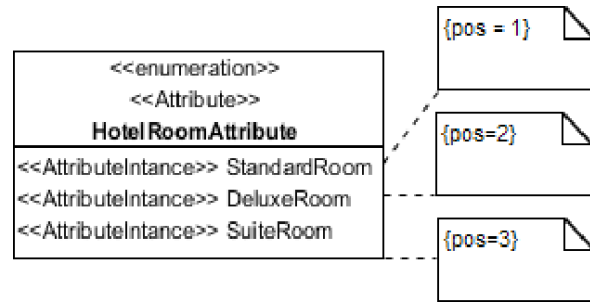 <<enumeration>>
<<Attribute>>
HotelRoomAttribute
<<AttributeIntance>> StandardRoom
<<AttributeIntance>> DeluxeRoom
<<AttributeIntance>> SuiteRoom
{pos = 1}
{pos=2}
{pos=3}